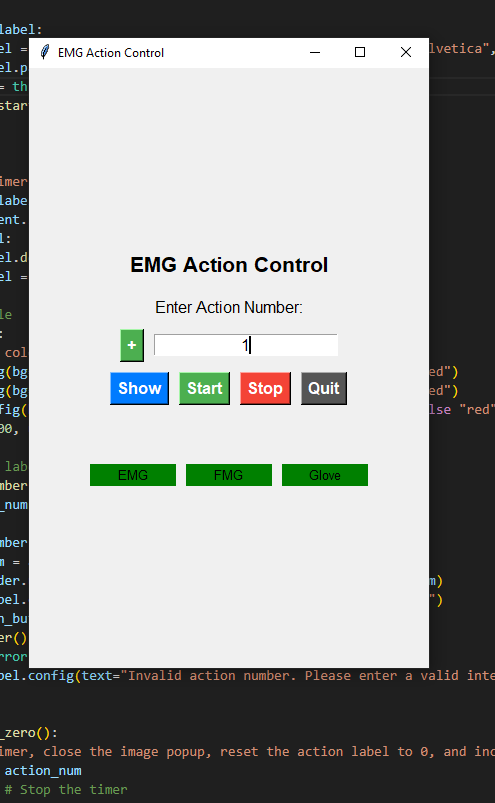 label:
el =
lvetica",
EMG Action Control
el.p
= th
star
imer
labe
ent.
l:
el.d
el =
EMG Action Control
le
Enter Action Number:
:
+
1
col
g(bg
ed")
Show
Start
Stop
Quit
g(bg
ed")
fig(
lse "red"
00,
labe
EMG
FMG
Glove
mber
_num
mber
m =
der.
m)
bel.
")
n_bu
er()
rror
bel.config(text="Invalid action number. Please enter a valid inte
_zero():
imer, close the image popup, reset the action label to 0, and inc
action_num
# Stop the timer